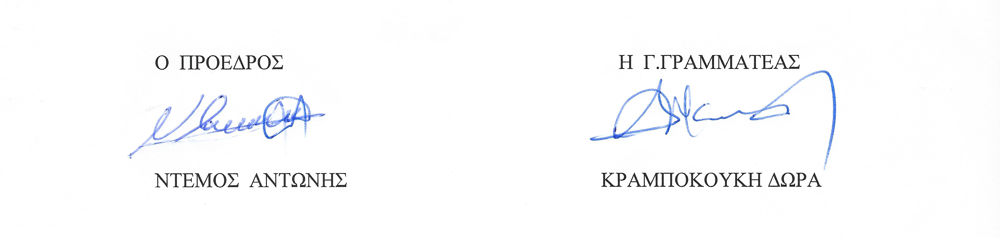 Ο ΠΡΟΕΔΡΟΣ
Η Γ.ΓΡΑΜΜΑΤΕΑΣ
ΝΤΕΜΟΣ ΑΝΤΩΝΗΣ
ΚΡΑΜΠΟΚΟΥΚΗ ΔΩΡΑ